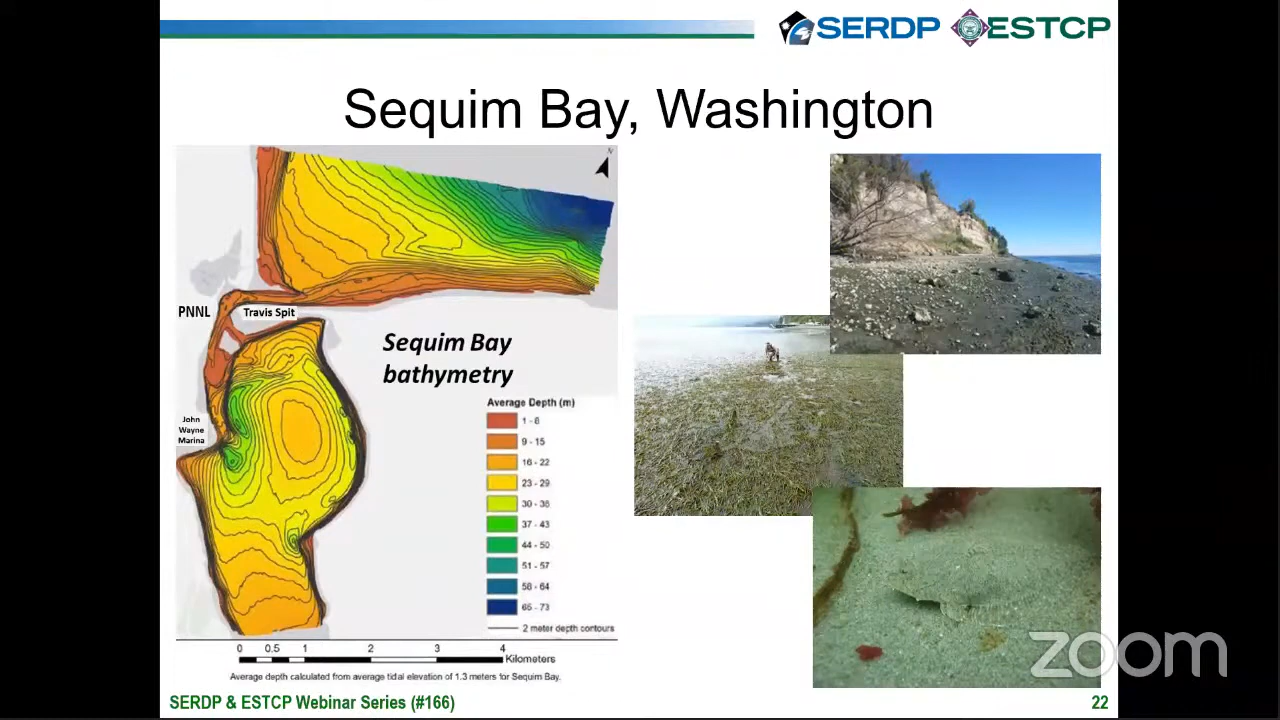 SERDP ESTCP
Sequim Bay, Washington
N
PNNL
Travis Spit
Sequim Bay
bathymetry
John
Wayne
Marina
Average Depth (m)
1 - 8
9 - 15
16 - 22
23 - 29
30 - 36
37 - 43
44 - 50
51 - 57
58 - 64
65 - 73
2 meter depth contours
0 0.5 1 2 3 4
Kilometers
Average depth calculated from average tidal elevation of 1.3 meters for Sequim Bay.
zoom
SERDP & ESTCP Webinar Series (#166)
22